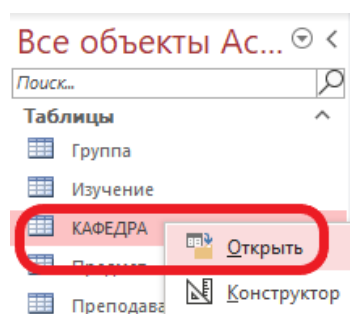 Все объекты Ac...
Поиск...
Таблицы
Группа
Изучение
КАФЕДРА
Открыть
Конструктор
Преподава